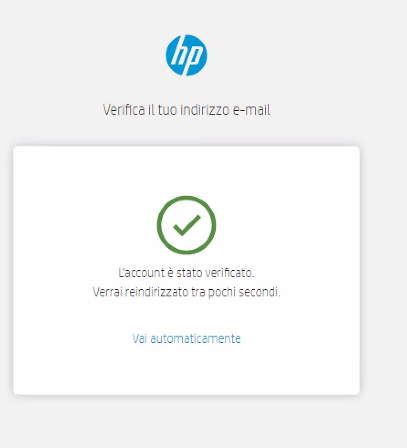 hp
Verifica il tuo indirizzo e-mail
L'account è stato verificato.
Verrai reindirizzato tra pochi secondi.
Vai automaticamente